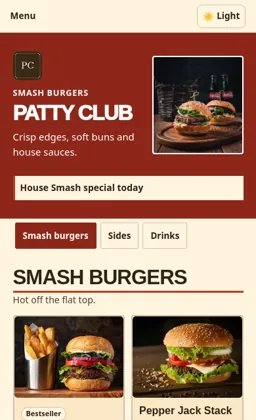 Menu
☀️ Light
PC
SMASH BURGERS
PATTY CLUB
Crisp edges, soft buns and
house sauces.
House Smash special today
Smash burgers
Sides
Drinks
SMASH BURGERS
Hot off the flat top.
Bestseller
Pepper Jack Stack